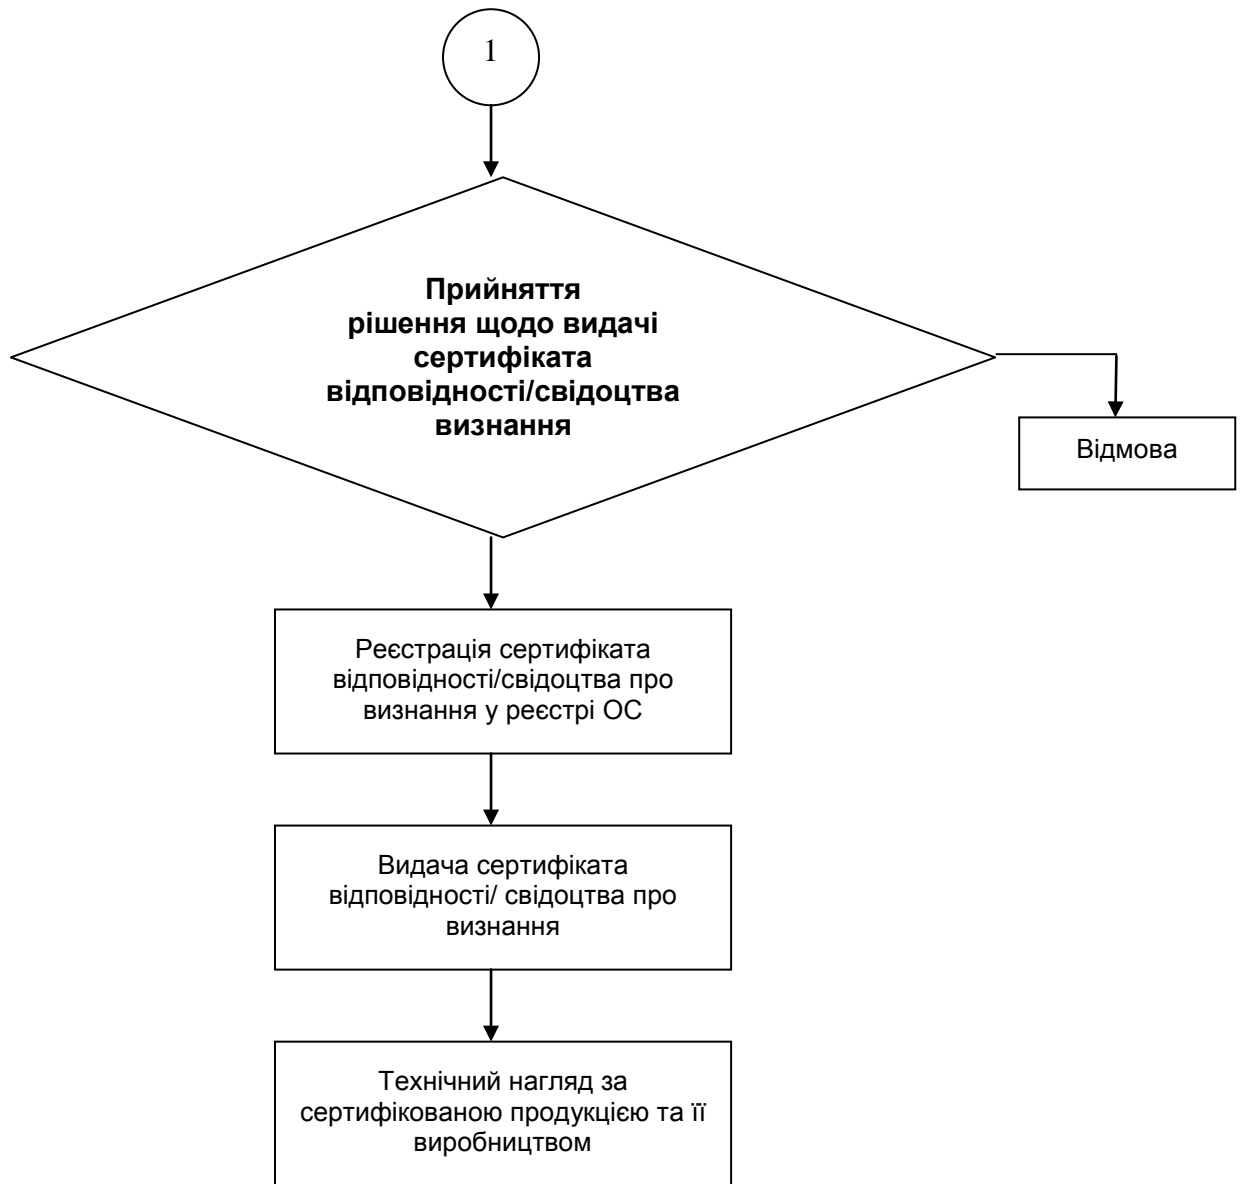 1
Прийняття
рішення щодо видачі
сертифіката
відповідності/свідоцтва
визнання
Відмова
Реєстрація сертифіката
відповідності/свідоцтва про
визнання у реєстрі ОС
Видача сертифіката
відповідності/ свідоцтва про
визнання
Технічний нагляд за
сертифікованою продукцією та її
виробництвом